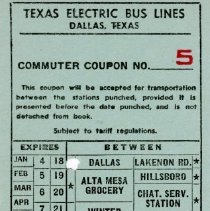 TEXAS ELECTRIC BUS LINES
DALLAS, TEXAS
COMMUTER COUPON NO. 5
This coupon will be accepted for transportation
between the stations punched, provided it is
presented before the date punched, and is not
detached from book.
Subject to tariff regulations.
EXPIRES BETWEEN
JAN 4 18 DALLAS LAKENON RD. ★
FEB 5 19 ★ ALTA MESA GROCERY HILLSBORO ★
MAR 6 20 CHAT. SERV. STATION ★
APR 7 21 WINTER